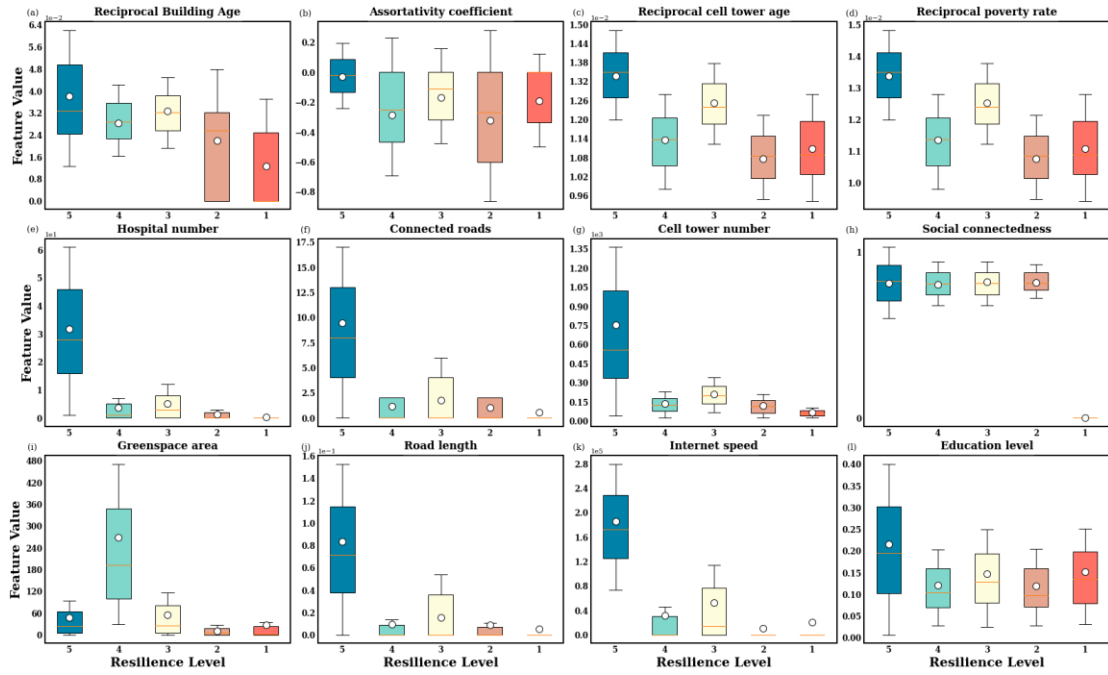 (a) Reciprocal Building Age
6.4
5.6
4.8
4.0
3.2
2.4
1.6
0.8
0.0
1e−2
5 4 3 2 1
Feature Value
(b) Assortativity coefficient
0.2
0.0
−0.2
−0.4
−0.6
−0.8
5 4 3 2 1
(c) Reciprocal cell tower age
1e−2
1.50
1.44
1.38
1.32
1.26
1.20
1.14
1.08
1.02
0.96
5 4 3 2 1
(d) Reciprocal poverty rate
1e−2
1.5
1.4
1.3
1.2
1.1
1.0
5 4 3 2 1
(e) Hospital number
1e1
6
5
4
3
2
1
0
5 4 3 2 1
Feature Value
(f) Connected roads
17.5
15.0
12.5
10.0
7.5
5.0
2.5
0.0
5 4 3 2 1
(g) Cell tower number
1e3
1.35
1.20
1.05
0.90
0.75
0.60
0.45
0.30
0.15
0.00
5 4 3 2 1
(h) Social connectedness
1
0
5 4 3 2 1
(i) Greenspace area
480
420
360
300
240
180
120
60
0
5 4 3 2 1
Feature Value
Resilience Level
(j) Road length
1e−1
1.6
1.4
1.2
1.0
0.8
0.6
0.4
0.2
0.0
5 4 3 2 1
Resilience Level
(k) Internet speed
1e5
2.8
2.4
2.0
1.6
1.2
0.8
0.4
0.0
5 4 3 2 1
Resilience Level
(l) Education level
0.40
0.35
0.30
0.25
0.20
0.15
0.10
0.05
0.00
5 4 3 2 1
Resilience Level